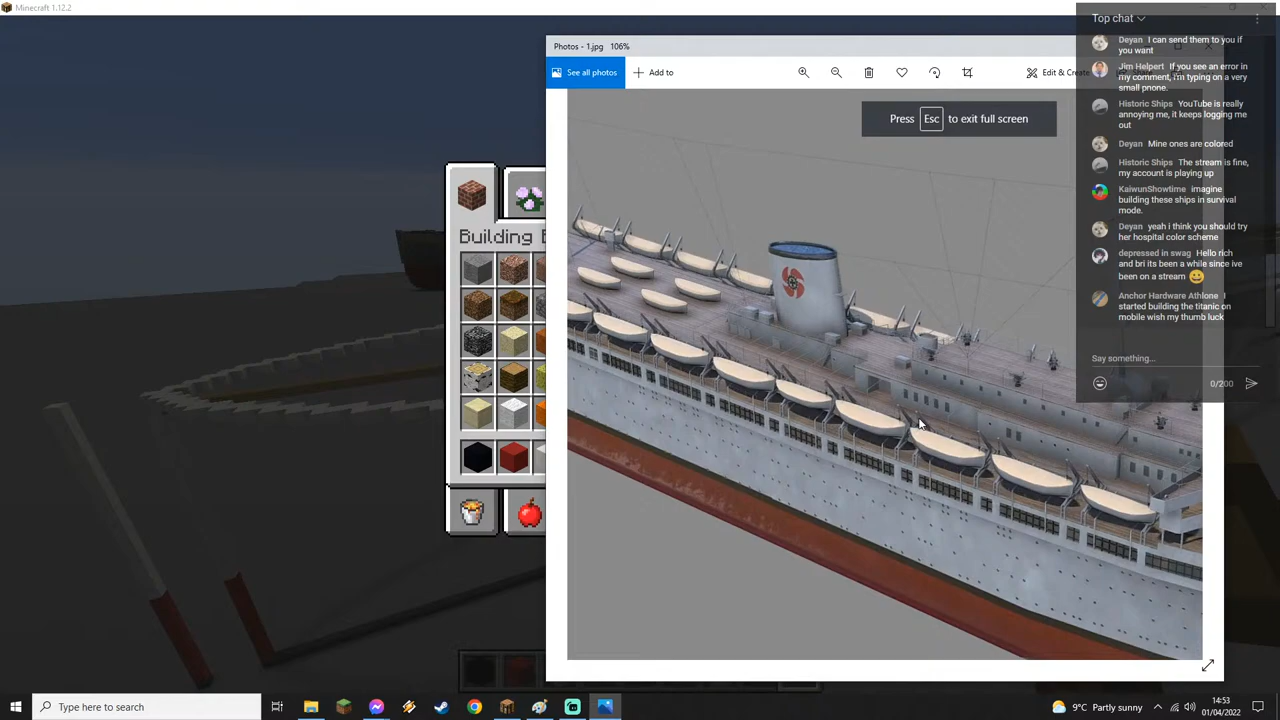 Minecraft 1.12.2
Photos - 1.jpg 106%
See all photos
Add to
Edit & Create
Press Esc to exit full screen
Building
Top chat
Deyan I can send them to you if
you want
Jim Helpert If you see an error in
my comment, I'm typing on a very
small pnone.
Historic Ships YouTube is really
annoying me, it keeps logging me
out
Deyan Mine ones are colored
Historic Ships The stream is fine,
my account is playing up
KaiwunShowtime imagine
building these ships in survival
mode.
Deyan yeah i think you should try
her hospital color scheme
depressed in swag Hello rich
and bri its been a while since ive
been on a stream 😀
Anchor Hardware Athlone I
started building the titanic on
mobile wish my thumb luck
Say something...
0/200
Type here to search
9°C Partly sunny
14:53
01/04/2022